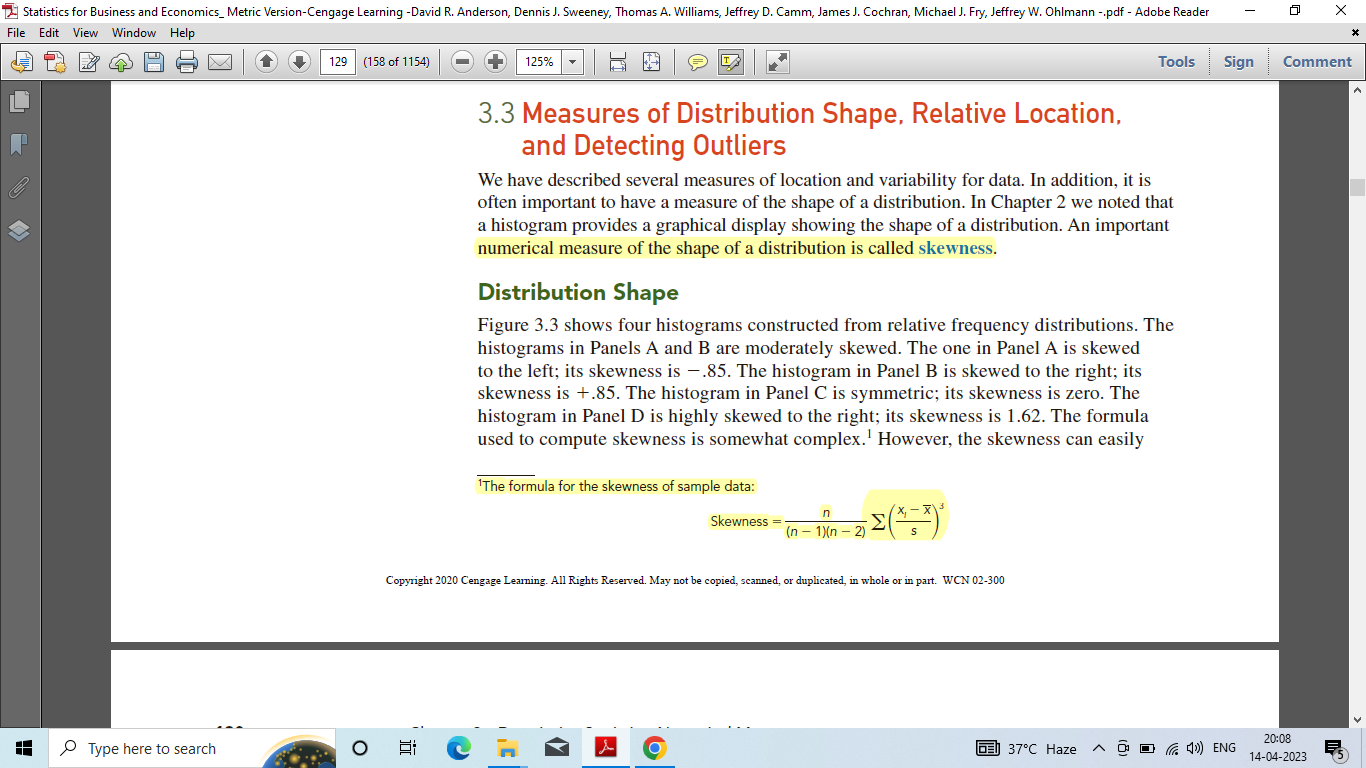 Statistics for Business and Economics_ Metric Version-Cengage Learning -David R. Anderson, Dennis J. Sweeney, Thomas A. Williams, Jeffrey D. Camm, James J. Cochran, Michael J. Fry, Jeffrey W. Ohlmann -.pdf - Adobe Reader
File Edit View Window Help
129 (158 of 1154) 125% Tools Sign Comment
3.3 Measures of Distribution Shape, Relative Location,
and Detecting Outliers
We have described several measures of location and variability for data. In addition, it is
often important to have a measure of the shape of a distribution. In Chapter 2 we noted that
a histogram provides a graphical display showing the shape of a distribution. An important
numerical measure of the shape of a distribution is called skewness.
Distribution Shape
Figure 3.3 shows four histograms constructed from relative frequency distributions. The
histograms in Panels A and B are moderately skewed. The one in Panel A is skewed
to the left; its skewness is −.85. The histogram in Panel B is skewed to the right; its
skewness is +.85. The histogram in Panel C is symmetric; its skewness is zero. The
histogram in Panel D is highly skewed to the right; its skewness is 1.62. The formula
used to compute skewness is somewhat complex.¹ However, the skewness can easily
¹The formula for the skewness of sample data:
Skewness = n/((n − 1)(n − 2)) ∑((xᵢ − x̄)/s)³
Copyright 2020 Cengage Learning. All Rights Reserved. May not be copied, scanned, or duplicated, in whole or in part. WCN 02-300
Type here to search
37°C Haze ENG
20:08
14-04-2023
5